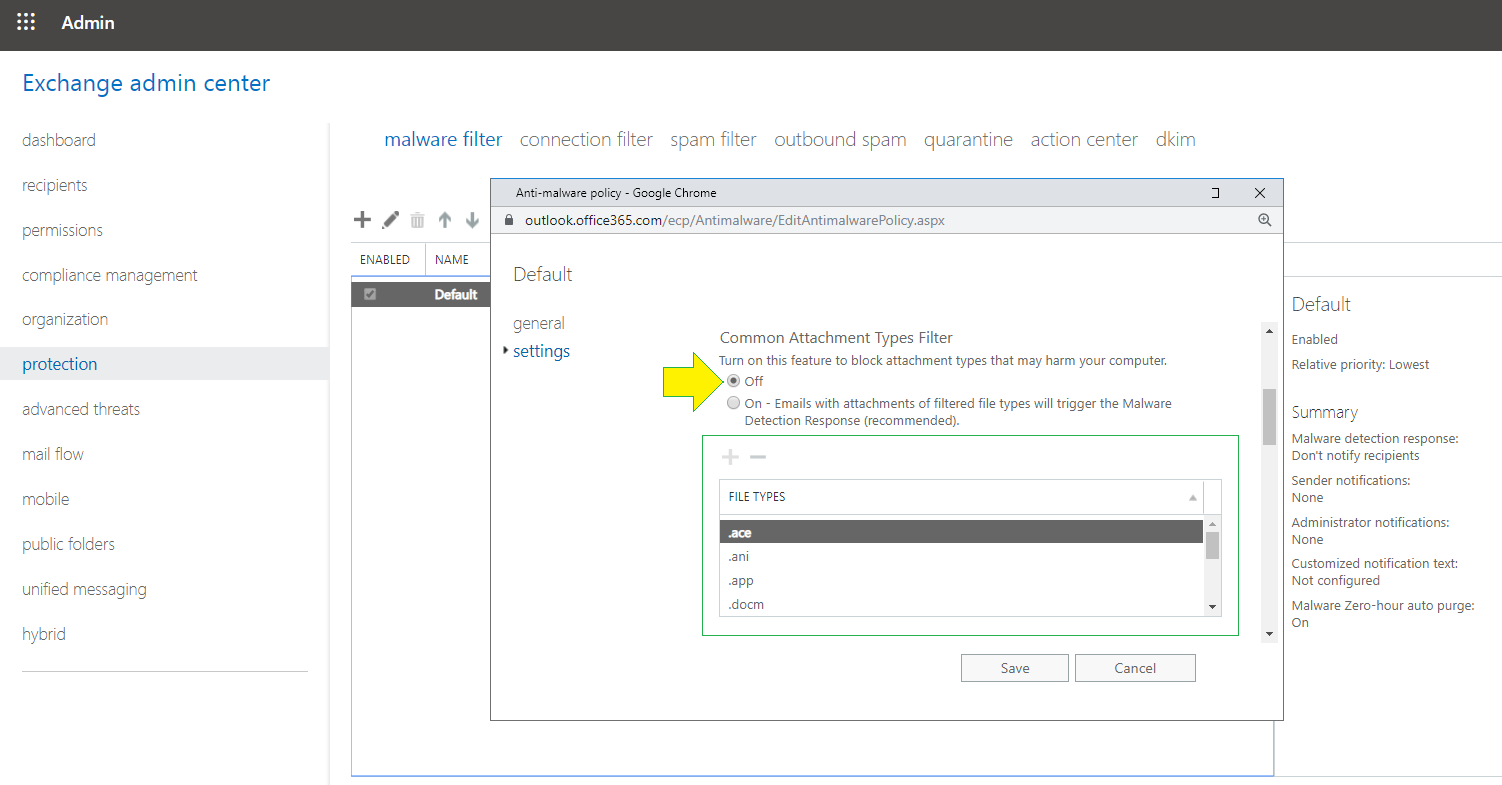 Admin
Exchange admin center
dashboard
recipients
permissions
compliance management
organization
protection
advanced threats
mail flow
mobile
public folders
unified messaging
hybrid
malware filter connection filter spam filter outbound spam quarantine action center dkim
ENABLED NAME
Default
Anti-malware policy - Google Chrome
outlook.office365.com/ecp/Antimalware/EditAntimalwarePolicy.aspx
Default
general
settings
Common Attachment Types Filter
Turn on this feature to block attachment types that may harm your computer.
Off
On - Emails with attachments of filtered file types will trigger the Malware
Detection Response (recommended).
FILE TYPES
.ace
.ani
.app
.docm
Save Cancel
Default
Enabled
Relative priority: Lowest
Summary
Malware detection response:
Don't notify recipients
Sender notifications:
None
Administrator notifications:
None
Customized notification text:
Not configured
Malware Zero-hour auto purge:
On